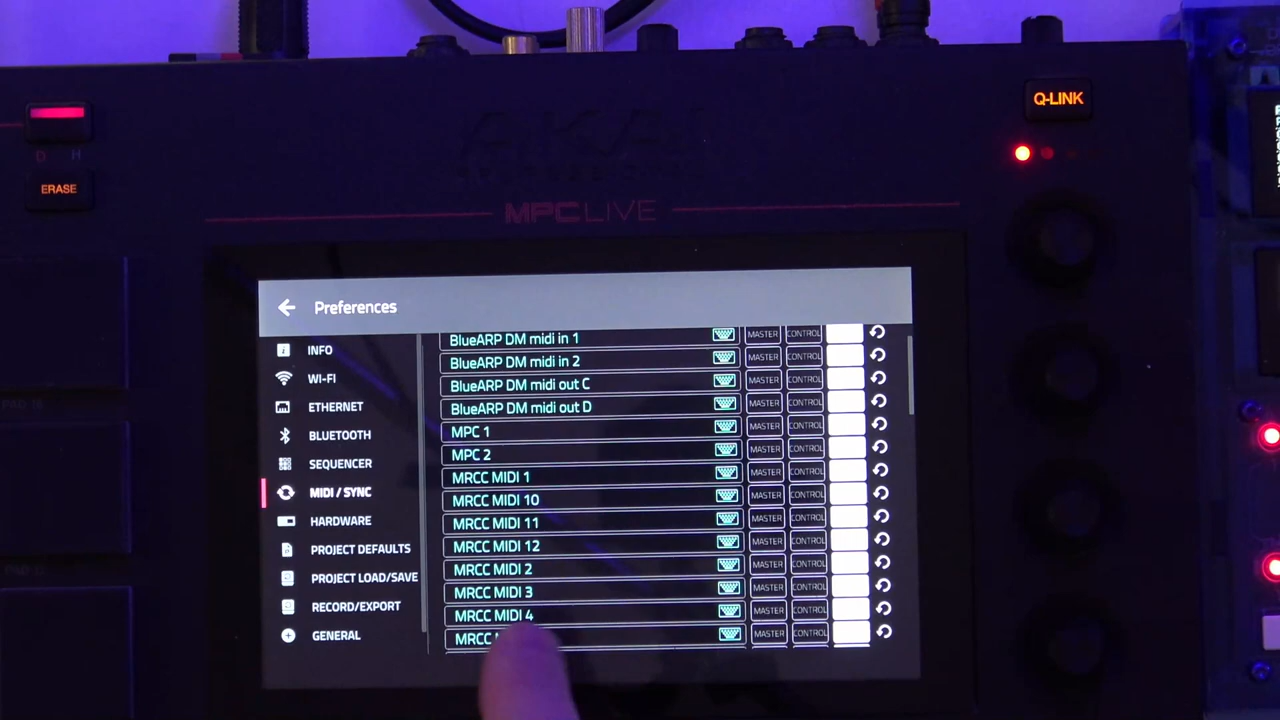 Q-LINK
D H
ERASE
AKAI
MPCLIVE
Preferences
INFO
WI-FI
ETHERNET
BLUETOOTH
SEQUENCER
MIDI / SYNC
HARDWARE
PROJECT DEFAULTS
PROJECT LOAD/SAVE
RECORD/EXPORT
GENERAL
BlueARP DM midi in 1 MASTER CONTROL
BlueARP DM midi in 2 MASTER CONTROL
BlueARP DM midi out C MASTER CONTROL
BlueARP DM midi out D MASTER CONTROL
MPC 1 MASTER CONTROL
MPC 2 MASTER CONTROL
MRCC MIDI 1 MASTER CONTROL
MRCC MIDI 10 MASTER CONTROL
MRCC MIDI 11 MASTER CONTROL
MRCC MIDI 12 MASTER CONTROL
MRCC MIDI 2 MASTER CONTROL
MRCC MIDI 3 MASTER CONTROL
MRCC MIDI 4 MASTER CONTROL
MRCC MASTER CONTROL